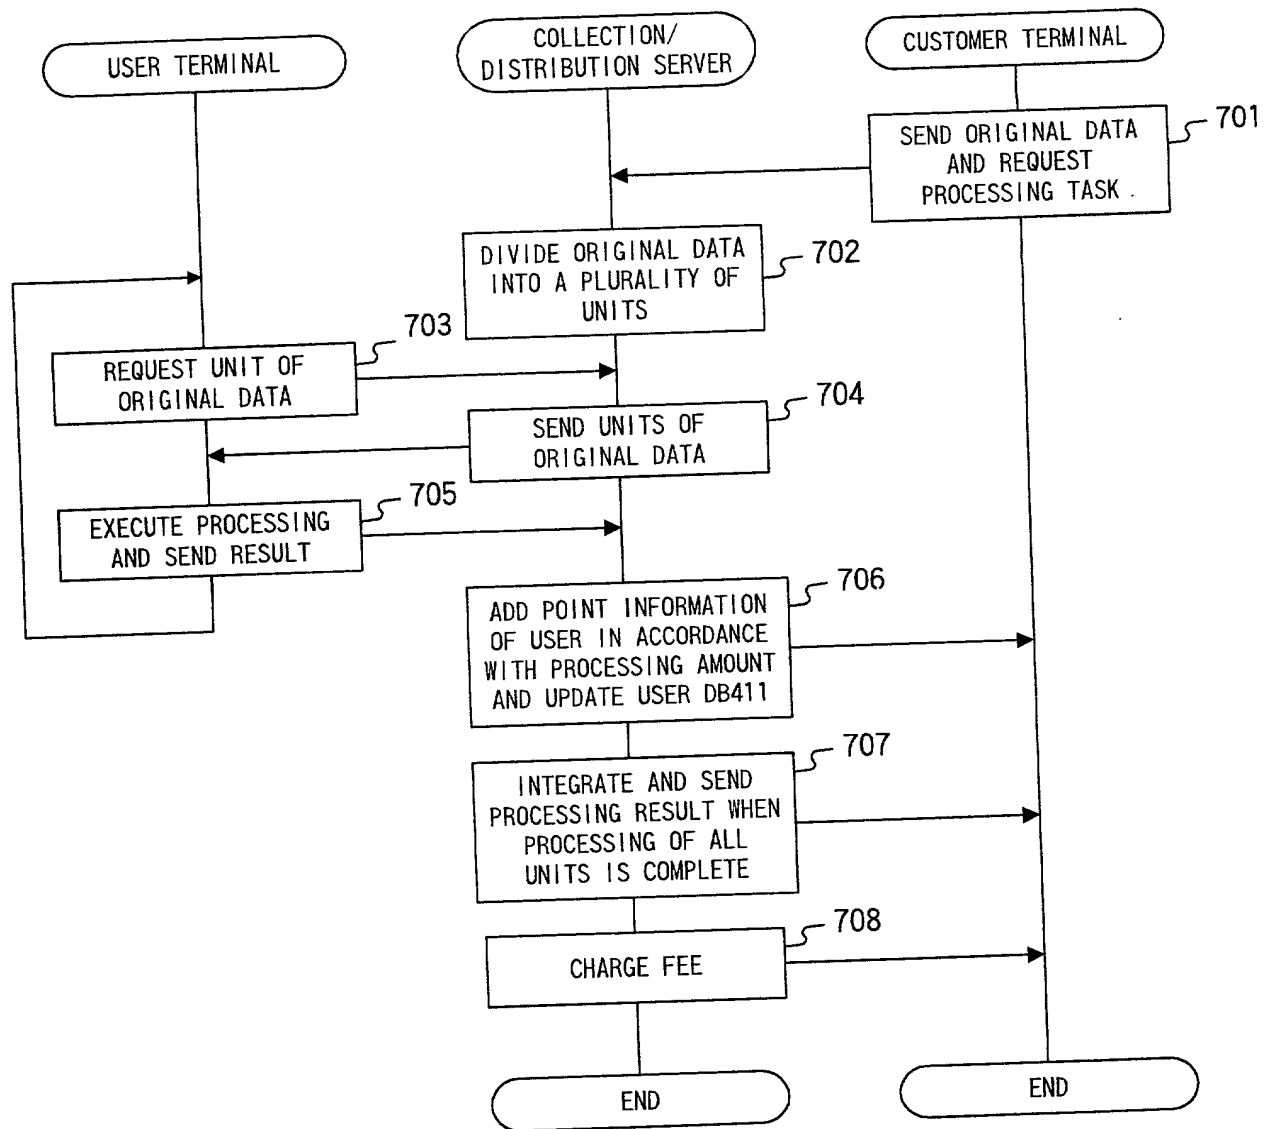 USER TERMINAL
COLLECTION/
DISTRIBUTION SERVER
CUSTOMER TERMINAL
701
SEND ORIGINAL DATA
AND REQUEST
PROCESSING TASK
702
DIVIDE ORIGINAL DATA
INTO A PLURALITY OF
UNITS
703
REQUEST UNIT OF
ORIGINAL DATA
704
SEND UNITS OF
ORIGINAL DATA
705
EXECUTE PROCESSING
AND SEND RESULT
706
ADD POINT INFORMATION
OF USER IN ACCORDANCE
WITH PROCESSING AMOUNT
AND UPDATE USER DB411
707
INTEGRATE AND SEND
PROCESSING RESULT WHEN
PROCESSING OF ALL
UNITS IS COMPLETE
708
CHARGE FEE
END
END